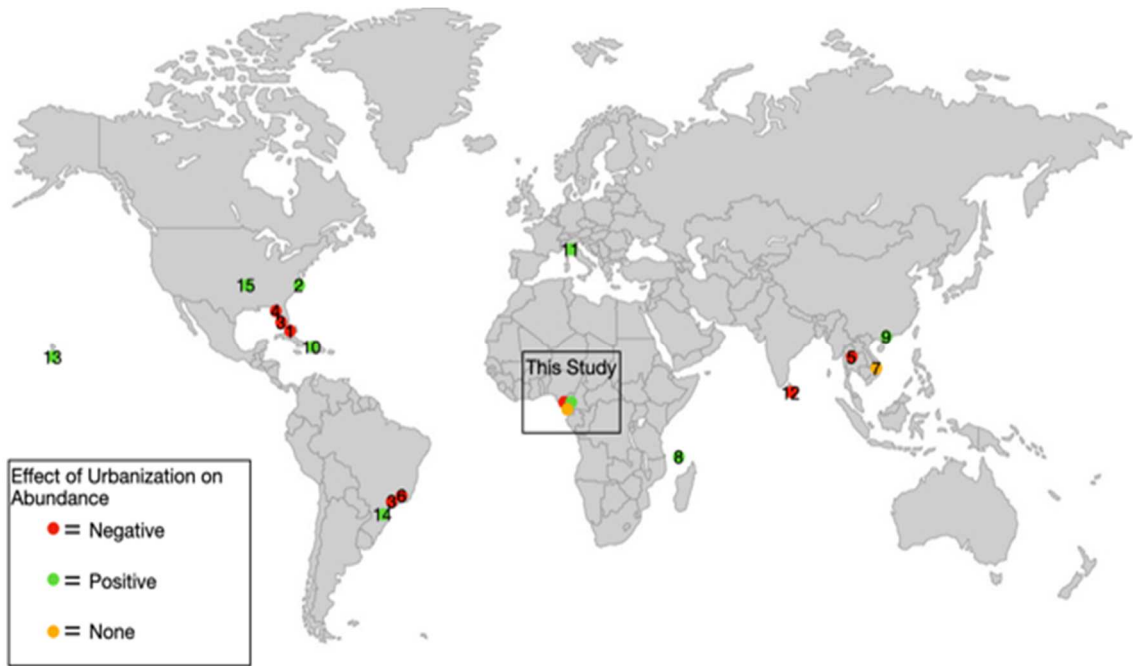 11
15
2
4
3
1
10
13
9
5
7
12
This Study
8
3
6
14
Effect of Urbanization on
Abundance
= Negative
= Positive
= None